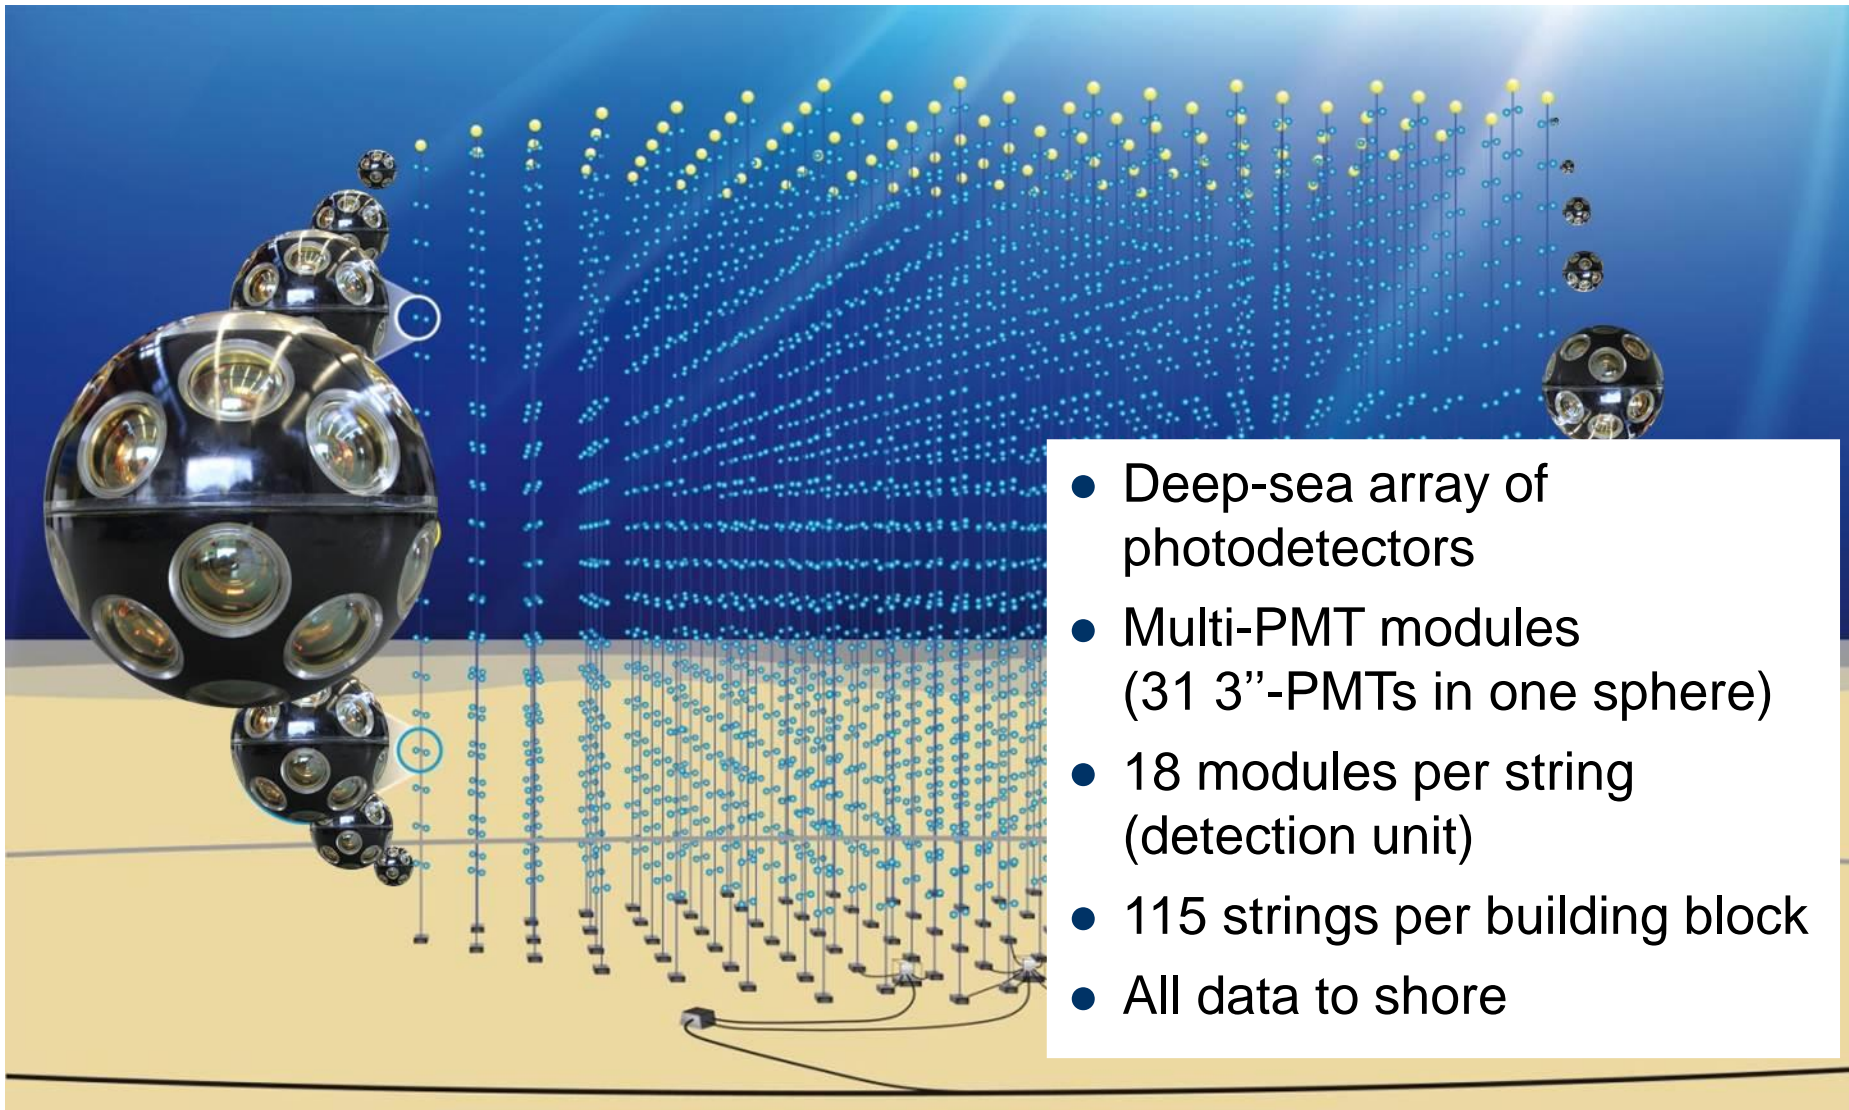 ● Deep-sea array of
photodetectors
● Multi-PMT modules
(31 3’’-PMTs in one sphere)
● 18 modules per string
(detection unit)
● 115 strings per building block
● All data to shore